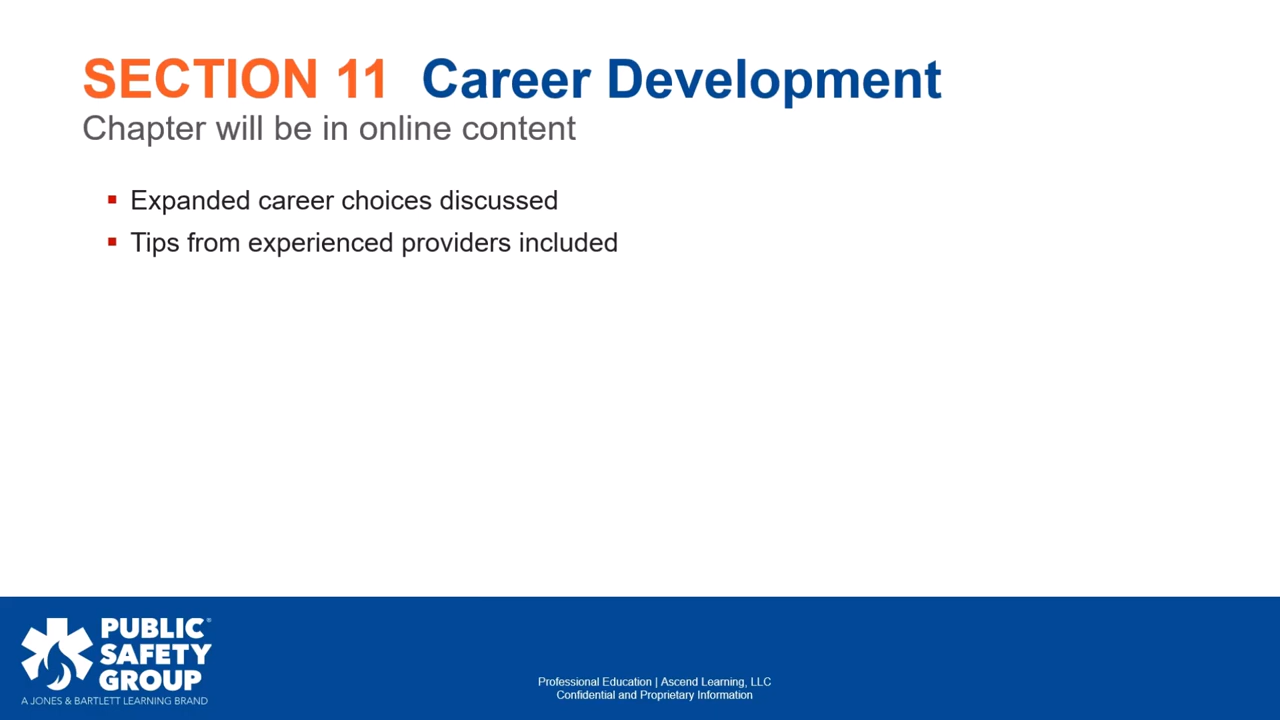 SECTION 11 Career Development
Chapter will be in online content
Expanded career choices discussed
Tips from experienced providers included
PUBLIC
SAFETY
GROUP®
A JONES & BARTLETT LEARNING BRAND
Professional Education | Ascend Learning, LLC
Confidential and Proprietary Information